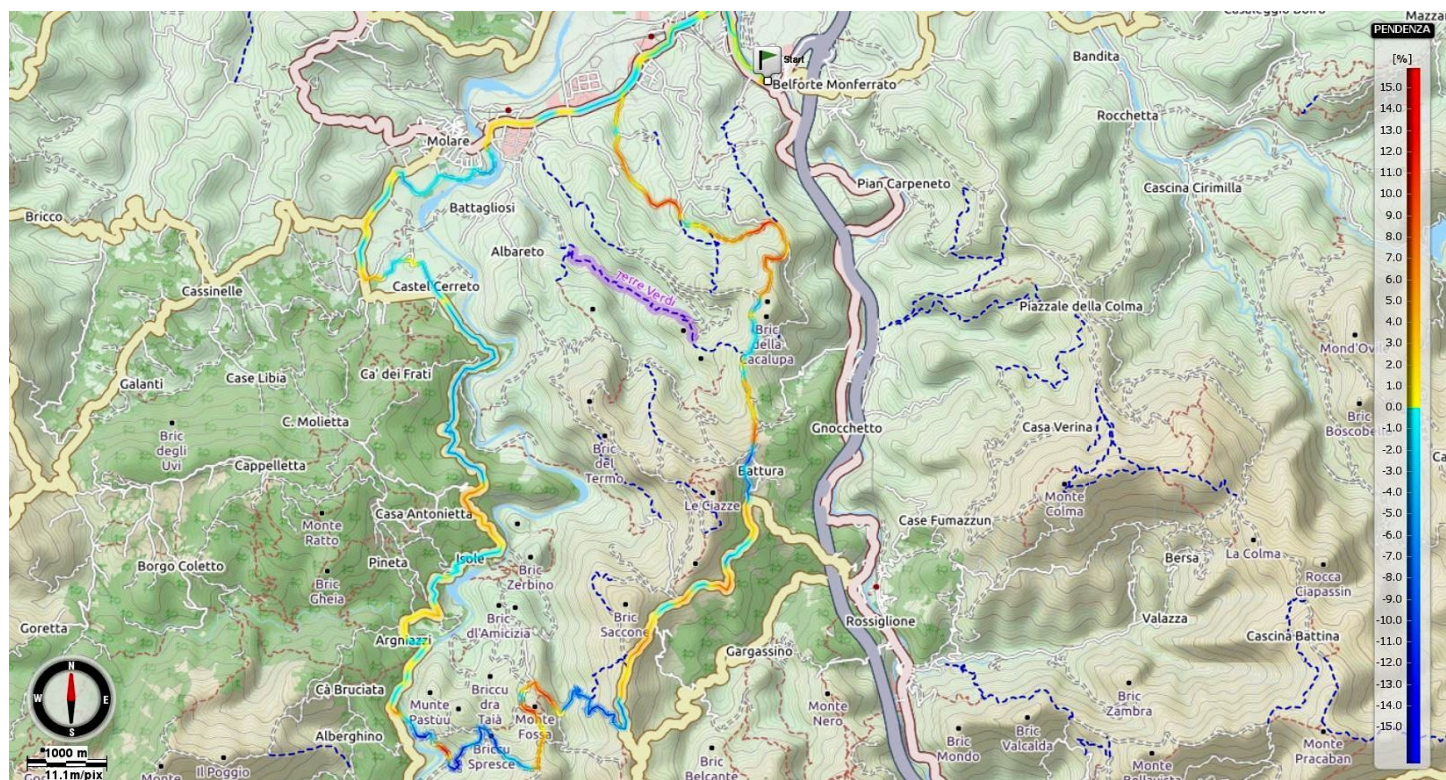 Casaleggio Boiro
PENDENZA
[%]
Bandita
Start
Belforte Monferrato
15.0
14.0
13.0
12.0
11.0
10.0
9.0
8.0
7.0
6.0
5.0
4.0
3.0
2.0
1.0
0.0
-1.0
-2.0
-3.0
-4.0
-5.0
-6.0
-7.0
-8.0
-9.0
-10.0
-11.0
-12.0
-13.0
-14.0
-15.0
Rocchetta
Molare
Pian Carpeneto
Cascina Cirimilla
Battagliosi
Bricco
Albareto
Terre Verdi
Castel Cerreto
Cassinelle
Piazzale della Colma
Bric
della
Cacalupa
Mond'Ovile
Ca' dei Frati
Case Libia
Galanti
Bric
Boscobello
C. Molietta
Gnocchetto
Casa Verina
Bric
degli
Uvi
Bric
del
Termo
Cappelletta
Battura
Monte
Colma
Le Ciazze
Casa Antonietta
Monte
Ratto
Case Fumazzun
La Colma
Isole
Bersa
Pineta
Borgo Coletto
Bric
Zerbino
Bric
Gheia
Rocca
Ciapassin
Bric
dl'Amicizia
Bric
Saccone
Rossiglione
Valazza
Goretta
Argniazzi
Cascina Battina
Gargassino
N
W
E
S
Cà Bruciata
Munte
Pastuu
Briccu
dra
Taià
Monte
Fossa
Monte
Nero
Bric
Zambra
Alberghino
Briccu
Spresce
Bric
Mondo
Bric
Valcalda
Monte
Pracaban
1000 m
11.1m/pix
Il Poggio
Monte
Bric
Belcante
Monte